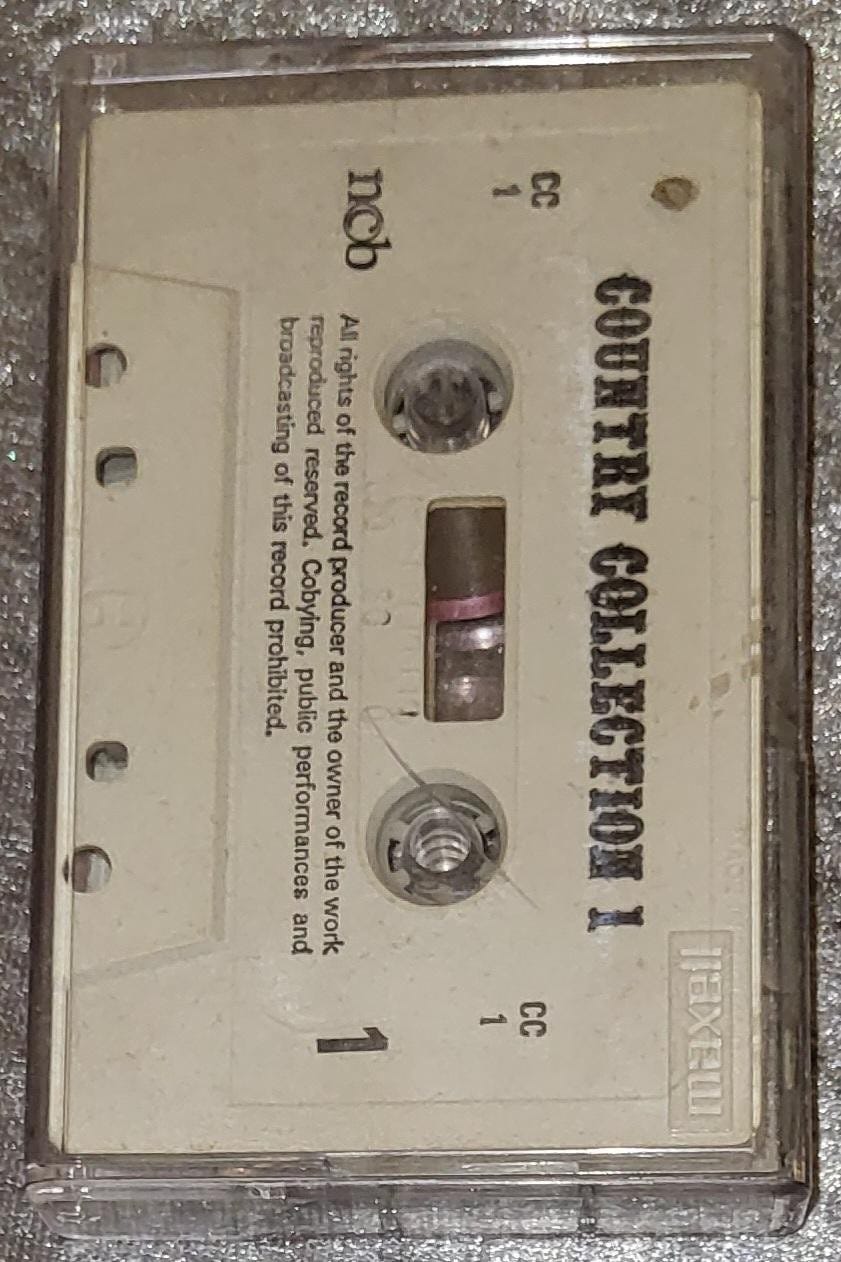 maxell
COUNTRY COLLECTION 1
CC
1
CC
1
ncb
All rights of the record producer and the owner of the work
reproduced reserved. Cobying, public performances and
broadcasting of this record prohibited.
1